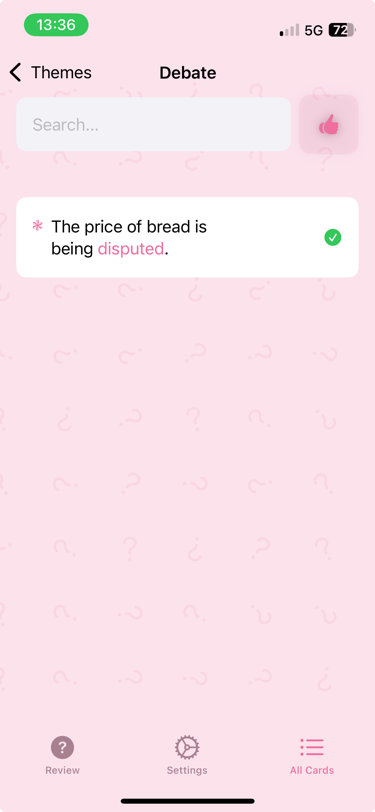 13:36
5G 72
Themes
Debate
Search...
* The price of bread is
being disputed.
?
Review
Settings
All Cards